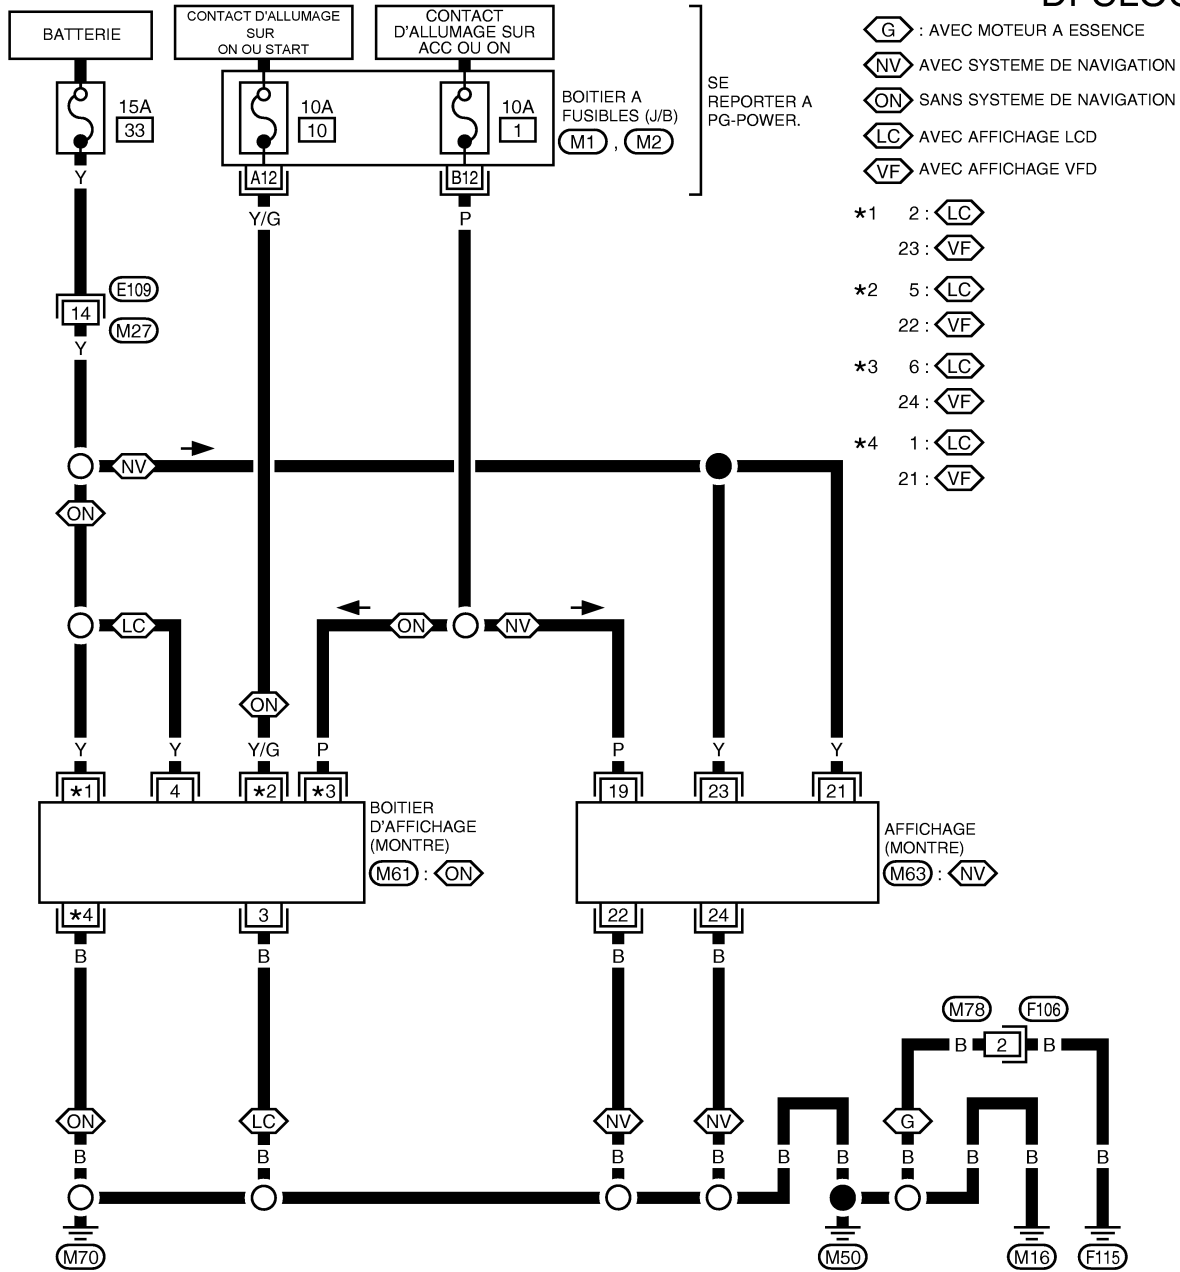 BATTERIE
CONTACT D'ALLUMAGE
SUR
ON OU START
CONTACT
D'ALLUMAGE SUR
ACC OU ON
G : AVEC MOTEUR A ESSENCE
NV AVEC SYSTEME DE NAVIGATION
ON SANS SYSTEME DE NAVIGATION
LC AVEC AFFICHAGE LCD
VF AVEC AFFICHAGE VFD
15A
33
10A
10
10A
1
BOITIER A
FUSIBLES (J/B)
M1 , M2
SE
REPORTER A
PG-POWER.
Y
A12
B12
Y/G
P
*1 2 : LC
23 : VF
*2 5 : LC
22 : VF
*3 6 : LC
24 : VF
*4 1 : LC
21 : VF
E109
14
M27
Y
NV
ON
LC
ON
NV
ON
Y
Y
Y/G
P
P
Y
Y
*1
4
*2
*3
19
23
21
BOITIER
D'AFFICHAGE
(MONTRE)
M61 : ON
AFFICHAGE
(MONTRE)
M63 : NV
*4
3
22
24
B
B
B
B
M78
F106
B
2
B
ON
LC
NV
NV
G
B
B
B
B
B
B
B
B
B
B
M70
M50
M16
F115